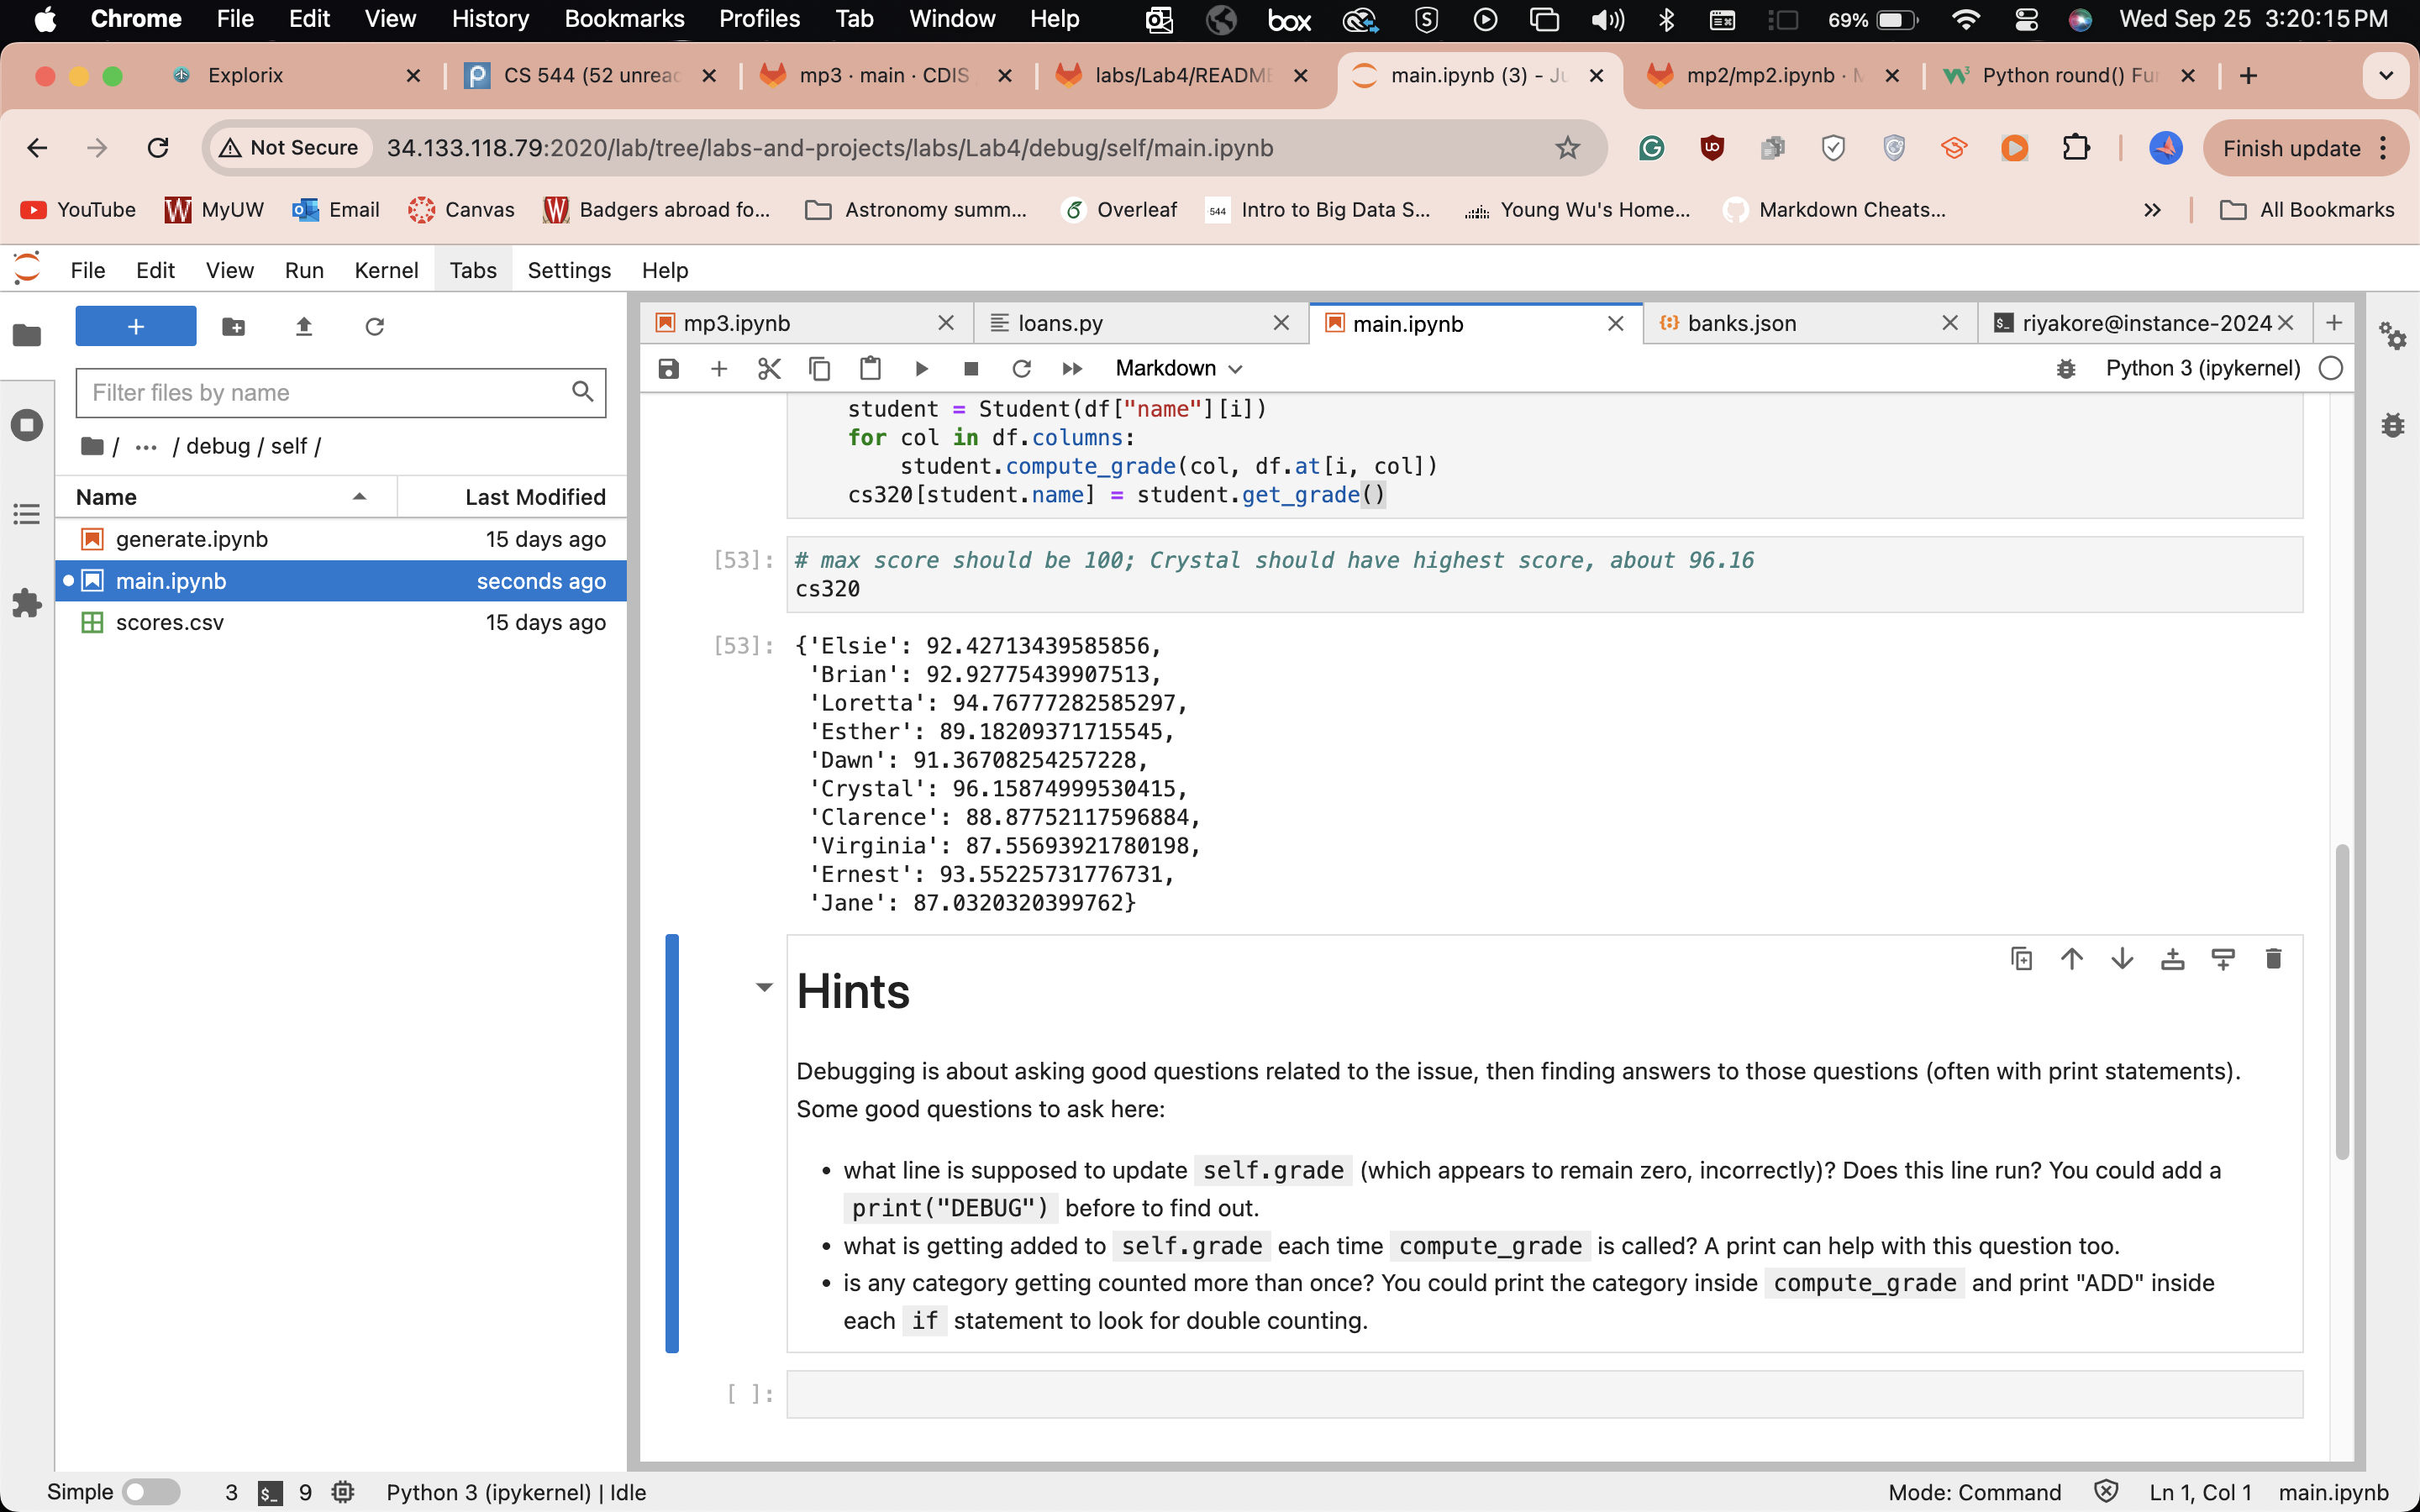 Chrome File Edit View History Bookmarks Profiles Tab Window Help box 69% Wed Sep 25 3:20:15 PM
Explorix CS 544 (52 unrea mp3 · main · CDIS labs/Lab4/README main.ipynb (3) - Ju mp2/mp2.ipynb · M Python round() Fu
Not Secure 34.133.118.79:2020/lab/tree/labs-and-projects/labs/Lab4/debug/self/main.ipynb Finish update
YouTube MyUW Email Canvas Badgers abroad fo... Astronomy summ... Overleaf 544 Intro to Big Data S... Young Wu's Home... Markdown Cheats... All Bookmarks
File Edit View Run Kernel Tabs Settings Help
mp3.ipynb loans.py main.ipynb banks.json riyakore@instance-2024
Markdown Python 3 (ipykernel)
Filter files by name
/ ··· / debug / self /
Name Last Modified
generate.ipynb 15 days ago
main.ipynb seconds ago
scores.csv 15 days ago
student = Student(df["name"][i])
for col in df.columns:
student.compute_grade(col, df.at[i, col])
cs320[student.name] = student.get_grade()
[53]: # max score should be 100; Crystal should have highest score, about 96.16
cs320
[53]: {'Elsie': 92.42713439585856,
'Brian': 92.92775439907513,
'Loretta': 94.76777282585297,
'Esther': 89.18209371715545,
'Dawn': 91.36708254257228,
'Crystal': 96.15874999530415,
'Clarence': 88.87752117596884,
'Virginia': 87.55693921780198,
'Ernest': 93.55225731776731,
'Jane': 87.0320320399762}
Hints
Debugging is about asking good questions related to the issue, then finding answers to those questions (often with print statements).
Some good questions to ask here:
• what line is supposed to update self.grade (which appears to remain zero, incorrectly)? Does this line run? You could add a
print("DEBUG") before to find out.
• what is getting added to self.grade each time compute_grade is called? A print can help with this question too.
• is any category getting counted more than once? You could print the category inside compute_grade and print "ADD" inside
each if statement to look for double counting.
[ ]:
Simple 3 9 Python 3 (ipykernel) | Idle Mode: Command Ln 1, Col 1 main.ipynb